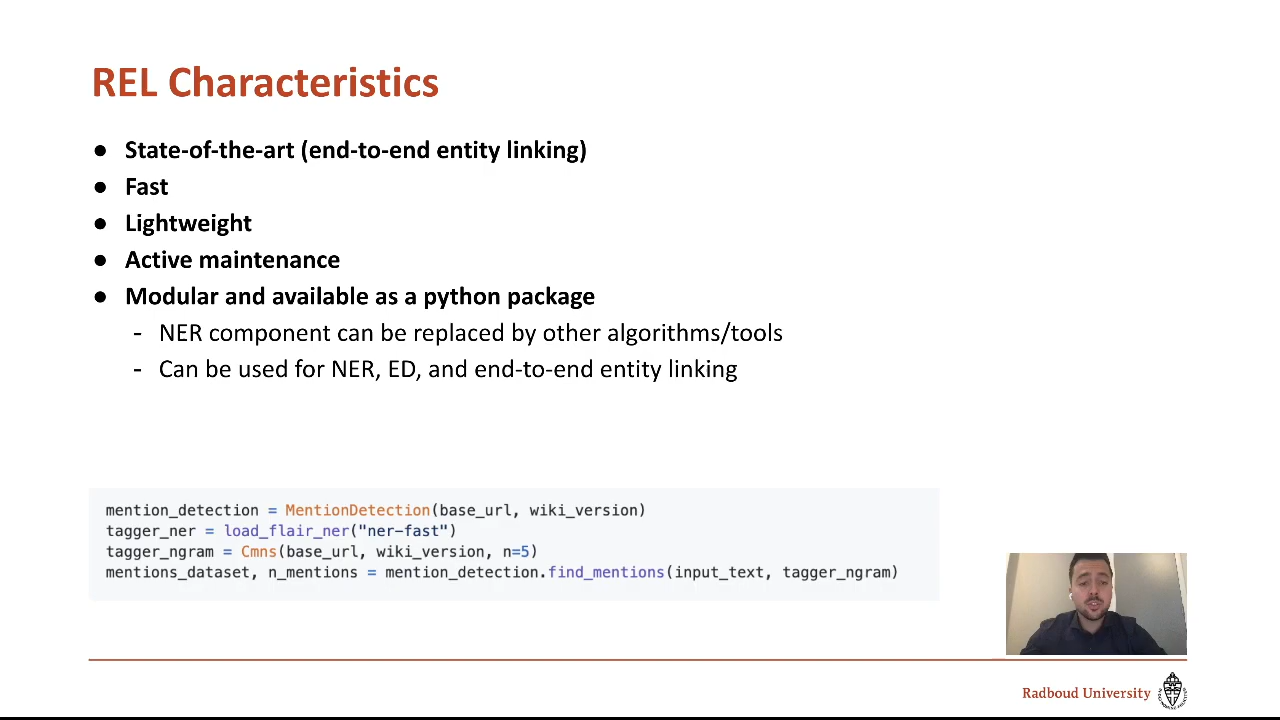 REL Characteristics
● State-of-the-art (end-to-end entity linking)
● Fast
● Lightweight
● Active maintenance
● Modular and available as a python package
- NER component can be replaced by other algorithms/tools
- Can be used for NER, ED, and end-to-end entity linking
mention_detection = MentionDetection(base_url, wiki_version)
tagger_ner = load_flair_ner("ner-fast")
tagger_ngram = Cmns(base_url, wiki_version, n=5)
mentions_dataset, n_mentions = mention_detection.find_mentions(input_text, tagger_ngram)
Radboud University